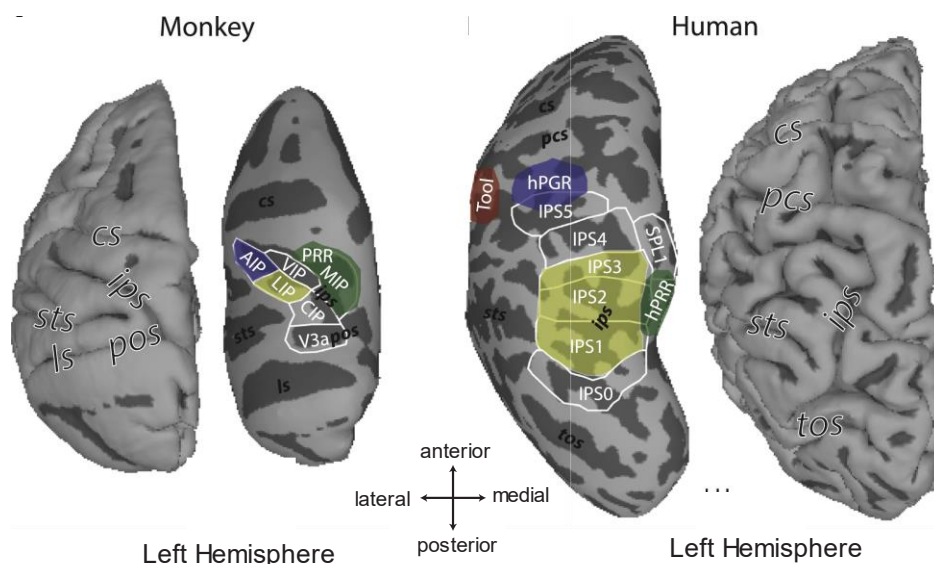 Monkey
Human
cs
ips
sts
pos
ls
cs
PRR
AIP
VIP
MIP
LIP
ips
CIP
sts
V3a
pos
ls
cs
pcs
Tool
hPGR
IPS5
IPS4
SPL1
IPS3
IPS2
hPRR
sts
ips
IPS1
IPS0
tos
cs
pcs
ips
sts
tos
anterior
lateral
medial
posterior
...
Left Hemisphere
Left Hemisphere